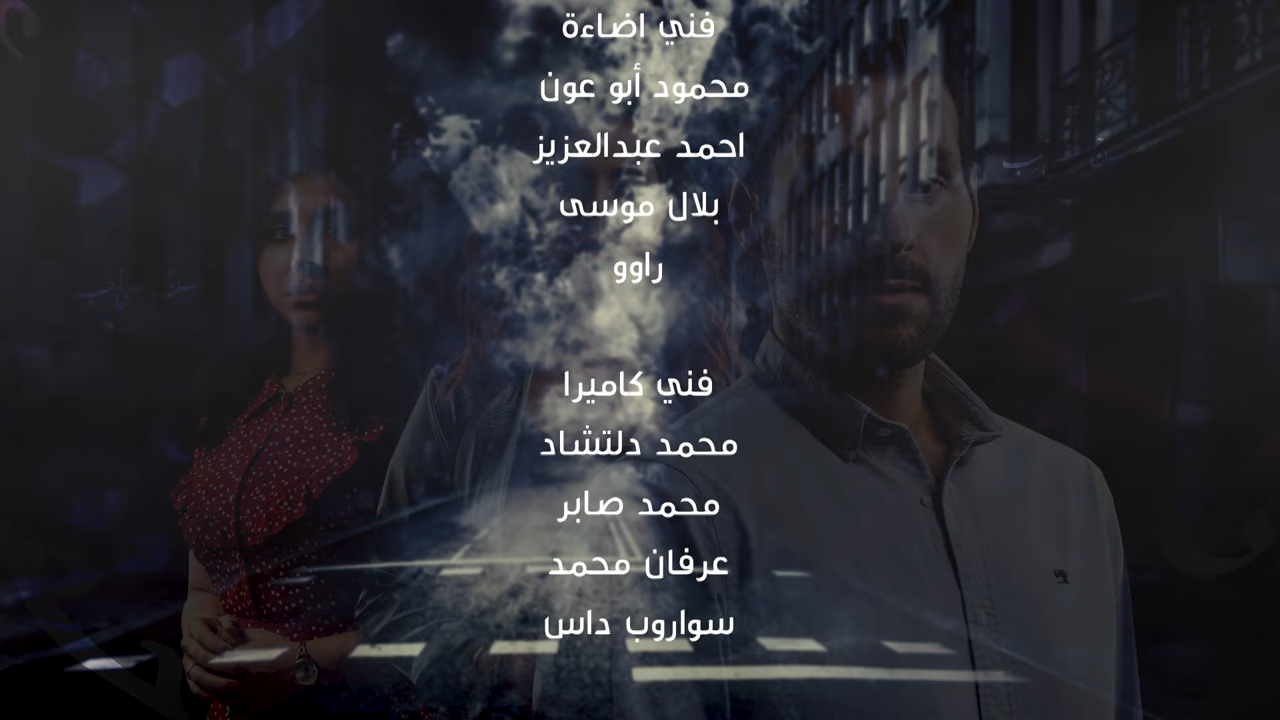 فني اضاءة
محمود أبو عون
احمد عبدالعزيز
بلال موسى
راوو
فني كاميرا
محمد دلتشاد
محمد صابر
عرفان محمد
سواروب داس